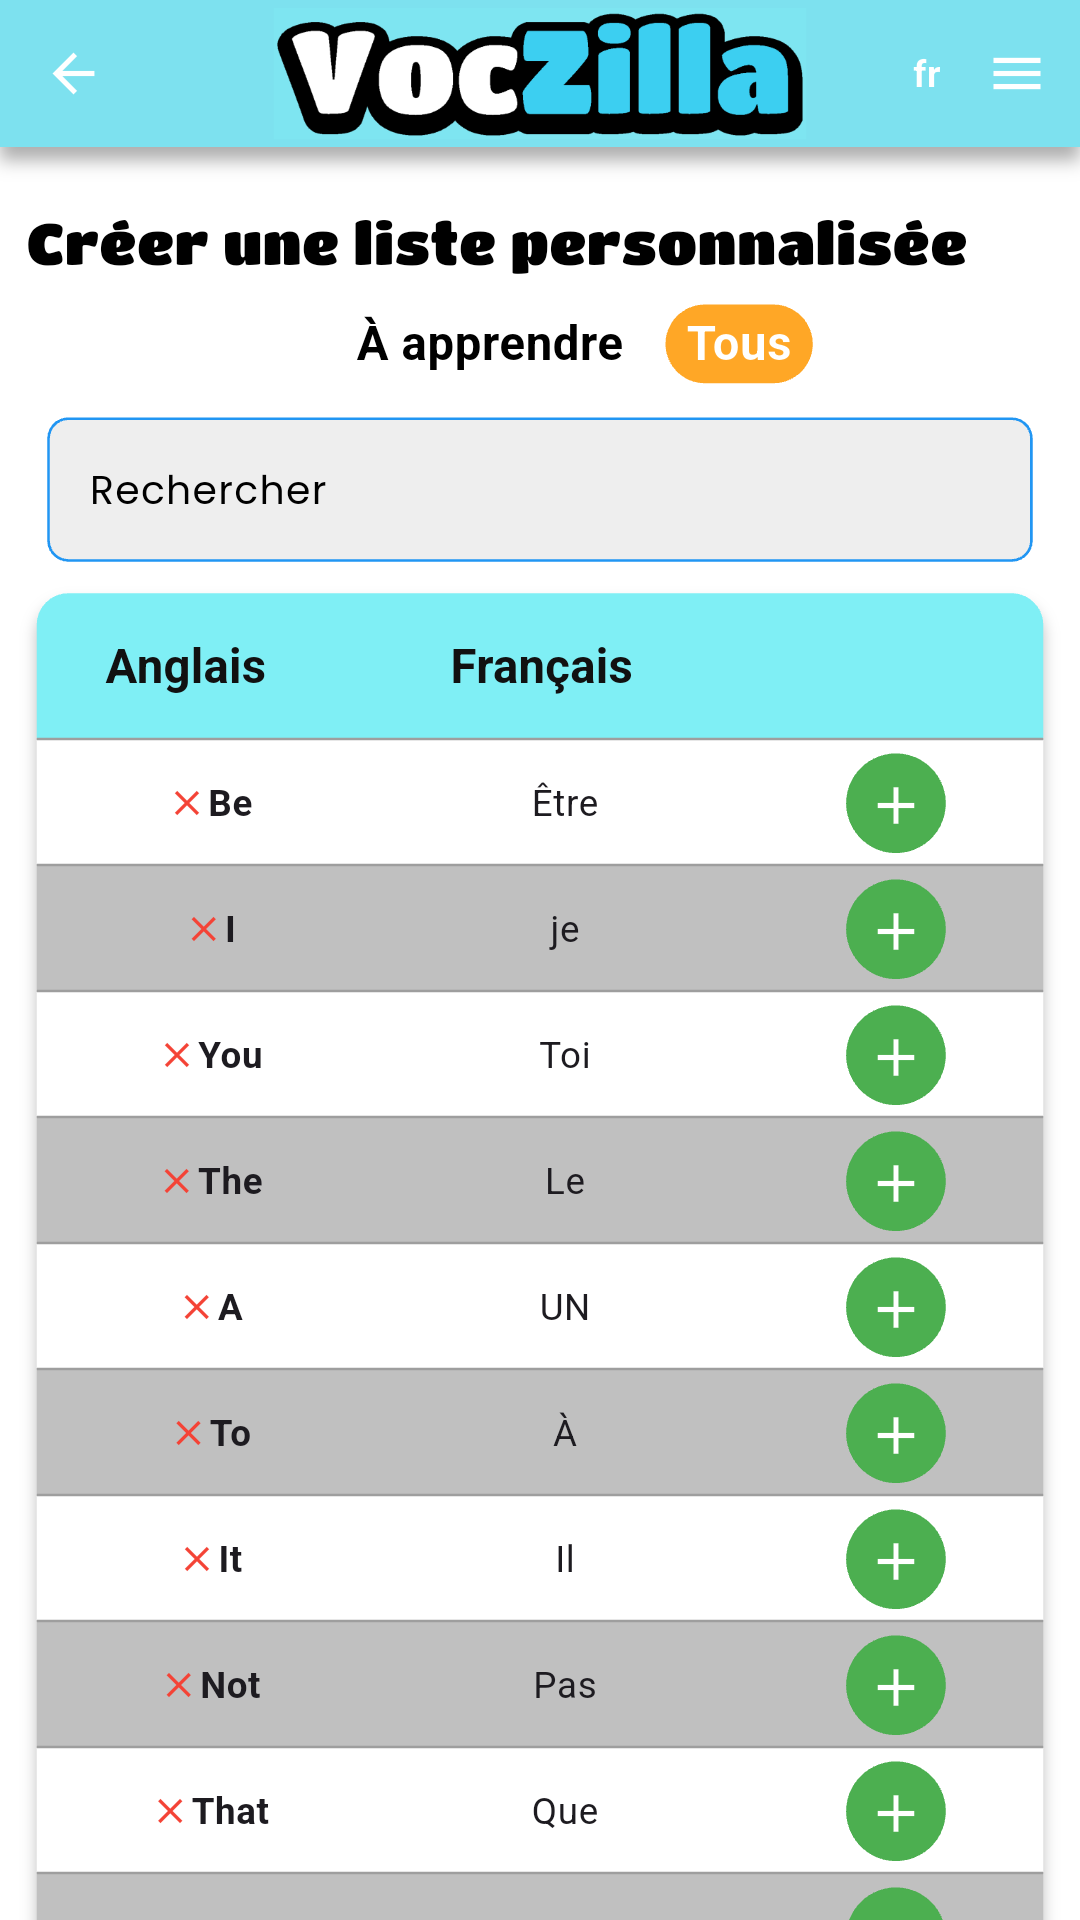 VocZilla
fr
Créer une liste personnalisée
À apprendre Tous
Rechercher
Anglais Français
Be Être
I je
You Toi
The Le
A UN
To À
It Il
Not Pas
That Que